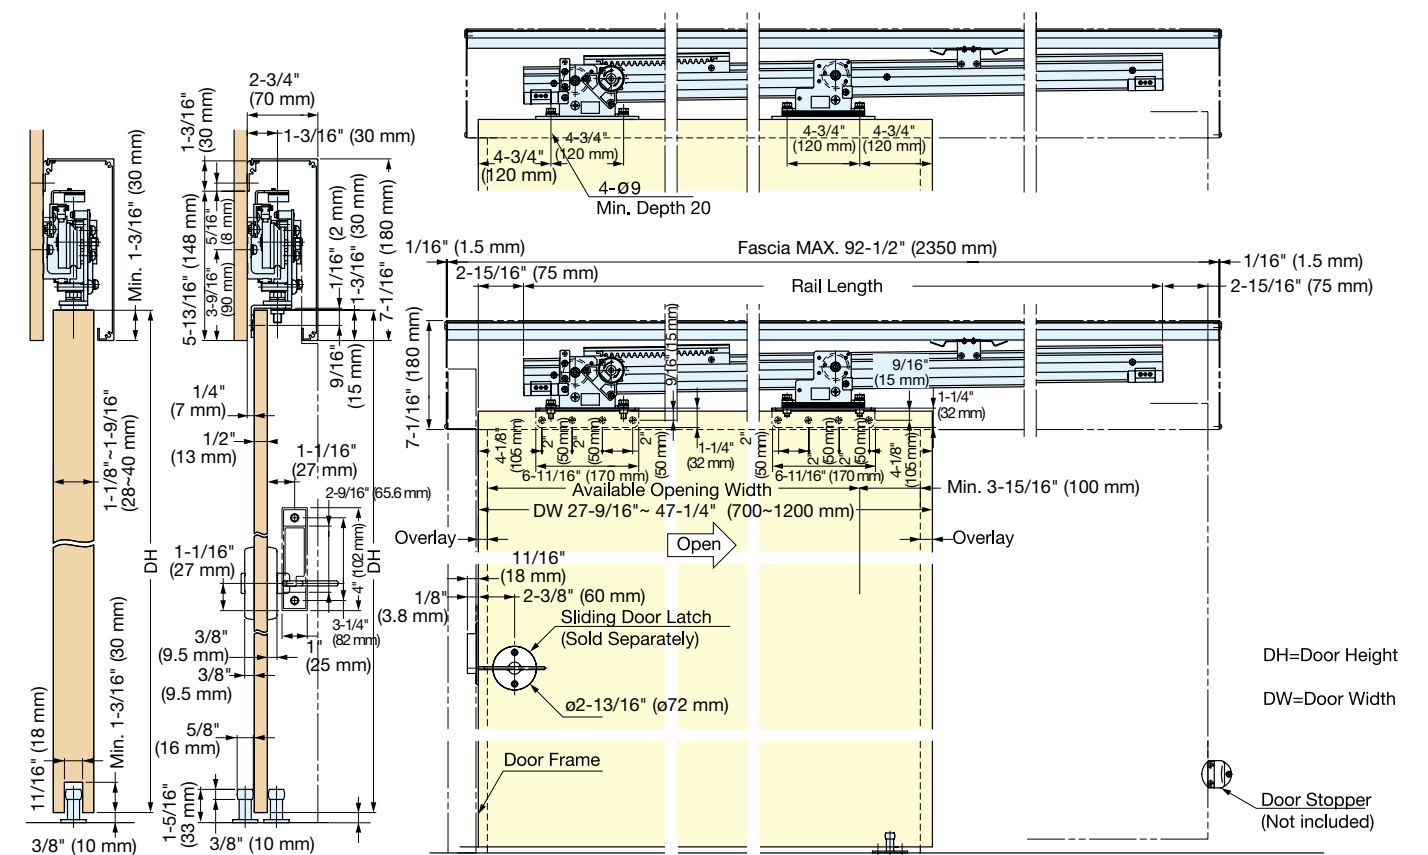 2-3/4"
(70 mm)
1-3/16"
(30 mm)
1-3/16" (30 mm)
Min. 1-3/16" (30 mm)
5-13/16" (148 mm)
5/16"
(8 mm)
3-9/16"
(90 mm)
1/16" (2 mm)
1-3/16" (30 mm)
7-1/16" (180 mm)
9/16"
(15 mm)
1/4"
(7 mm)
1/2"
(13 mm)
1-1/8"~1-9/16"
(28~40 mm)
1-1/16"
(27 mm)
2-9/16" (65.6 mm)
DH
1-1/16"
(27 mm)
4" (102 mm)
DH
3-1/4"
(82 mm)
1"
(25 mm)
3/8"
(9.5 mm)
3/8"
(9.5 mm)
5/8"
(16 mm)
11/16" (18 mm)
Min. 1-3/16" (30 mm)
1-5/16"
(33 mm)
3/8" (10 mm)
3/8" (10 mm)
4-3/4"
(120 mm)
4-3/4"
(120 mm)
4-3/4"
(120 mm)
4-3/4"
(120 mm)
4-Ø9
Min. Depth 20
1/16" (1.5 mm)
Fascia MAX. 92-1/2" (2350 mm)
1/16" (1.5 mm)
2-15/16" (75 mm)
Rail Length
2-15/16" (75 mm)
7-1/16" (180 mm)
9/16" (15 mm)
9/16"
(15 mm)
1-1/4"
(32 mm)
4-1/8"
(105 mm)
2"
(50 mm)
2"
(50 mm)
2"
(50 mm)
1-1/4"
(32 mm)
2"
(50 mm)
2"
(50 mm)
2"
(50 mm)
4-1/8"
(105 mm)
6-11/16" (170 mm)
6-11/16" (170 mm)
Available Opening Width
Min. 3-15/16" (100 mm)
DW 27-9/16"~ 47-1/4" (700~1200 mm)
Overlay
Open
Overlay
11/16"
(18 mm)
1/8"
(3.8 mm)
2-3/8" (60 mm)
Sliding Door Latch
(Sold Separately)
ø2-13/16" (ø72 mm)
Door Frame
DH=Door Height
DW=Door Width
Door Stopper
(Not included)